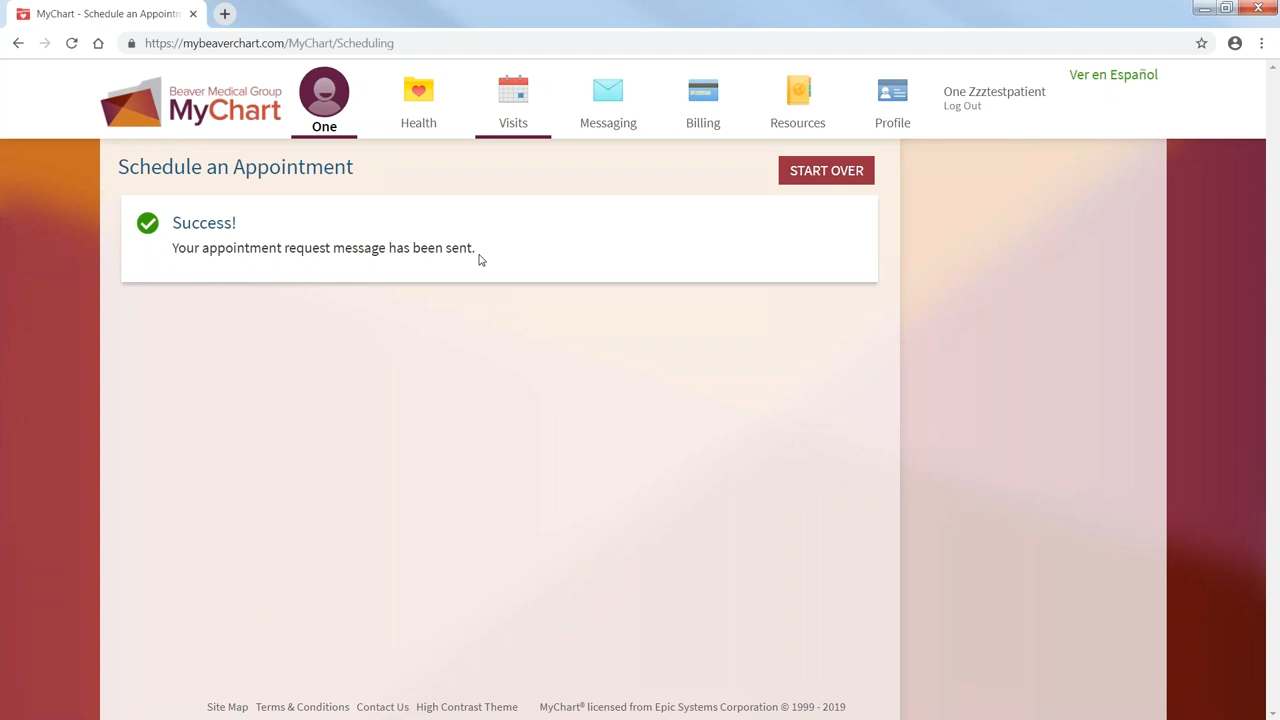 MyChart - Schedule an Appointm
https://mybeaverchart.com/MyChart/Scheduling
Ver en Español
Beaver Medical Group
MyChart
One
Health
Visits
Messaging
Billing
Resources
Profile
One Zzztestpatient
Log Out
Schedule an Appointment
START OVER
Success!
Your appointment request message has been sent.
Site Map Terms & Conditions Contact Us High Contrast Theme MyChart® licensed from Epic Systems Corporation © 1999 - 2019